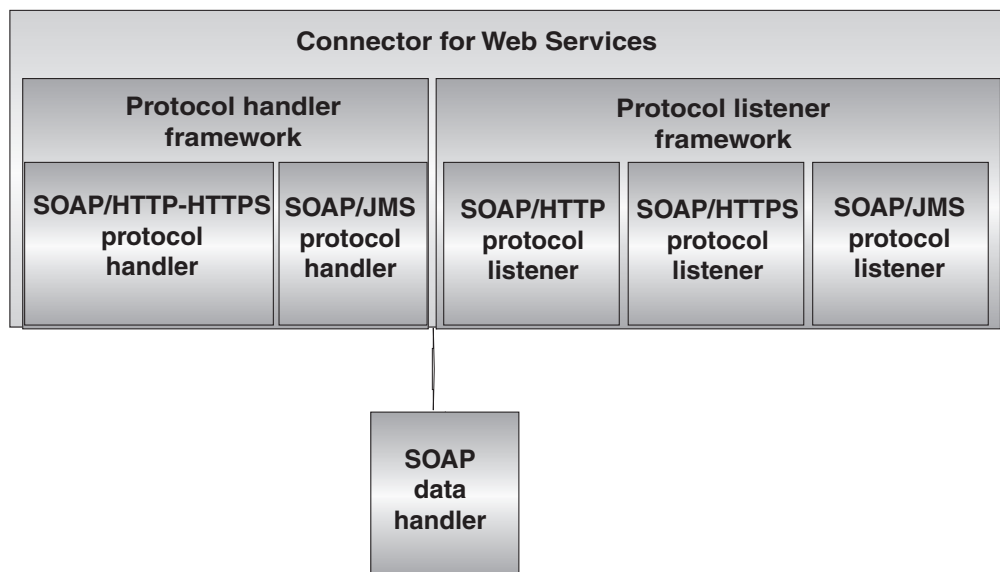 Connector for Web Services
Protocol handler
framework
SOAP/HTTP-HTTPS
protocol
handler
SOAP/JMS
protocol
handler
Protocol listener
framework
SOAP/HTTP
protocol
listener
SOAP/HTTPS
protocol
listener
SOAP/JMS
protocol
listener
SOAP
data
handler